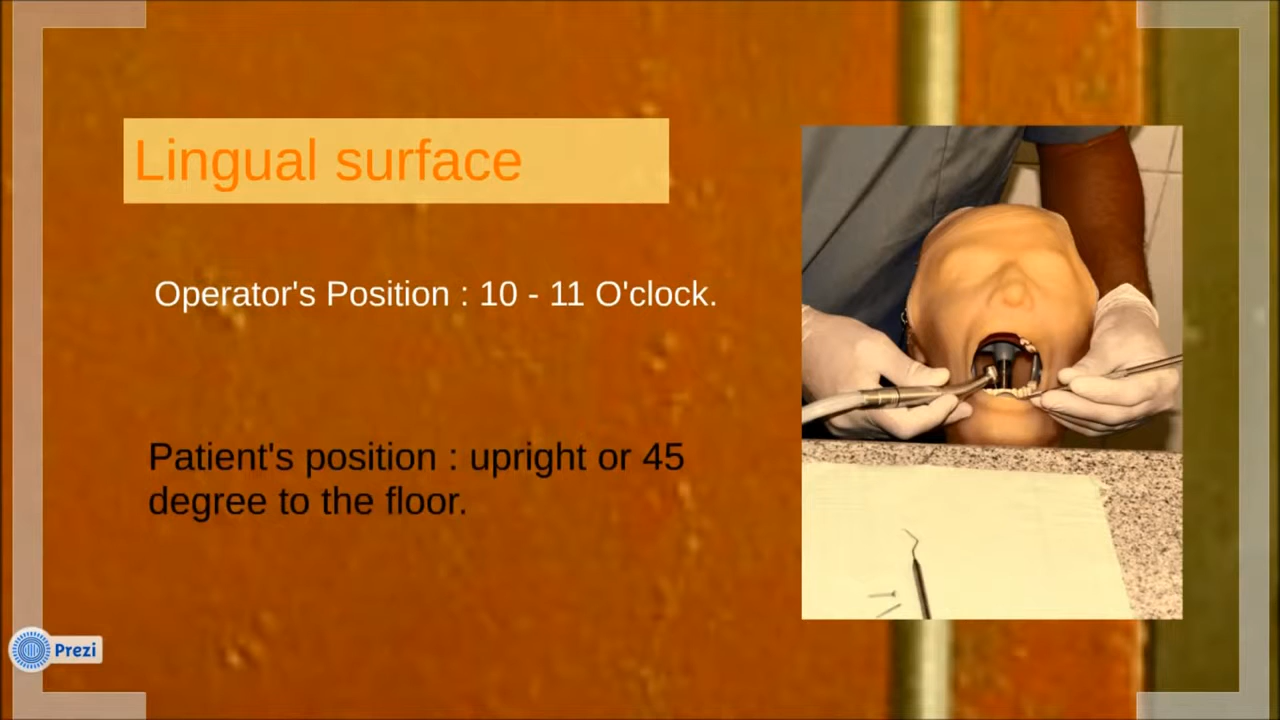 Lingual surface
Operator's Position : 10 - 11 O'clock.
Patient's position : upright or 45
degree to the floor.
Prezi